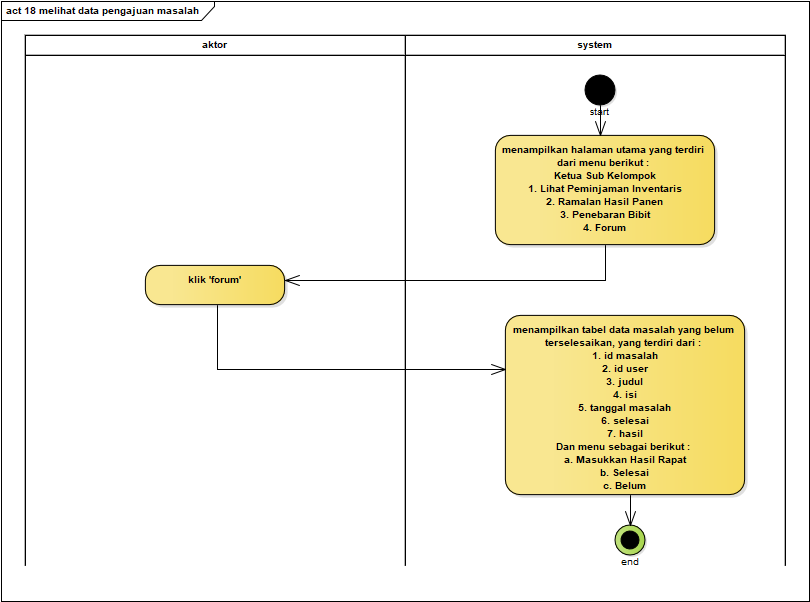 act 18 melihat data pengajuan masalah
aktor
system
start
menampilkan halaman utama yang terdiri
dari menu berikut :
Ketua Sub Kelompok
1. Lihat Peminjaman Inventaris
2. Ramalan Hasil Panen
3. Penebaran Bibit
4. Forum
klik 'forum'
menampilkan tabel data masalah yang belum
terselesaikan, yang terdiri dari :
1. id masalah
2. id user
3. judul
4. isi
5. tanggal masalah
6. selesai
7. hasil
Dan menu sebagai berikut :
a. Masukkan Hasil Rapat
b. Selesai
c. Belum
end